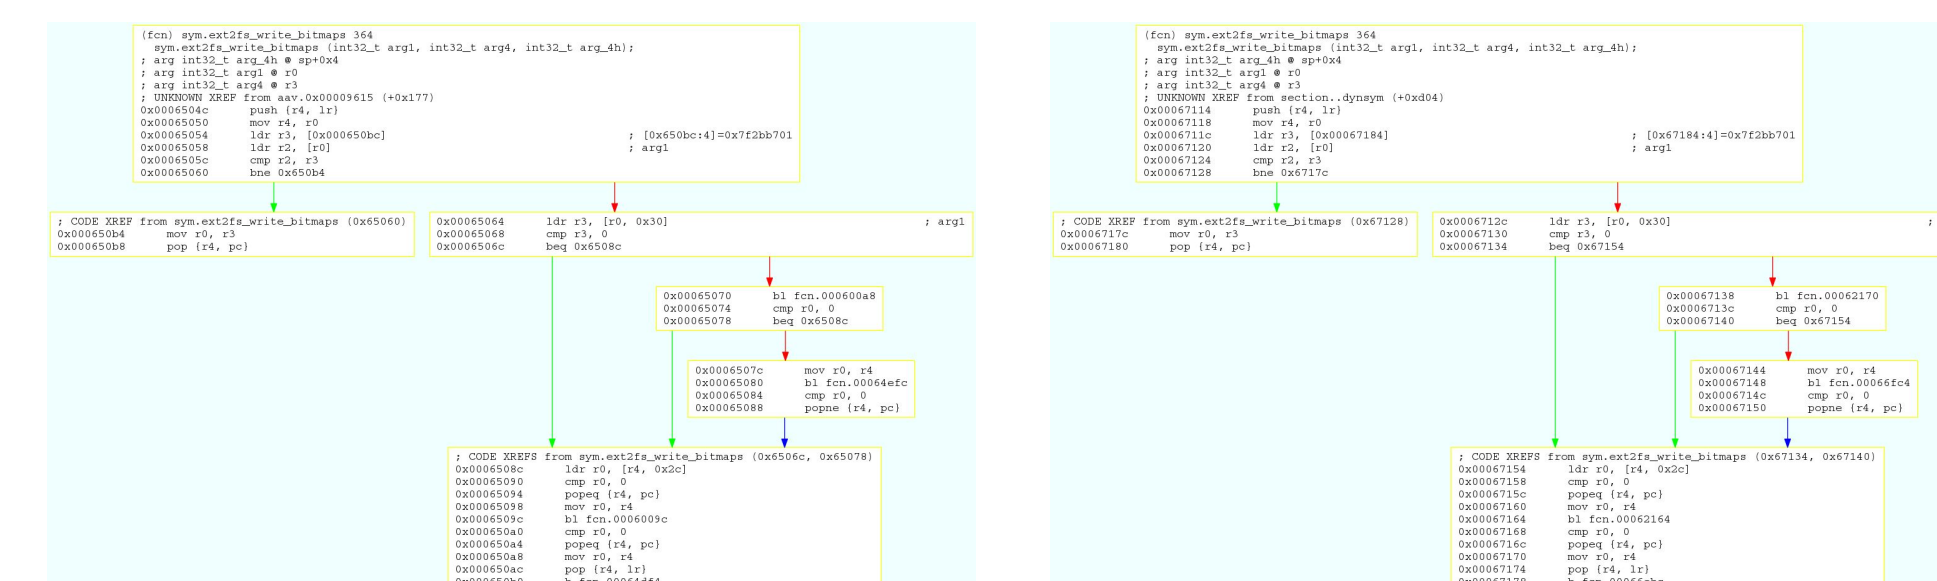 (fcn) sym.ext2fs_write_bitmaps 364
sym.ext2fs_write_bitmaps (int32_t arg1, int32_t arg4, int32_t arg_4h);
; arg int32_t arg_4h @ sp+0x4
; arg int32_t arg1 @ r0
; arg int32_t arg4 @ r3
; UNKNOWN XREF from aav.0x00009615 (+0x177)
0x0006504c push {r4, lr}
0x00065050 mov r4, r0
0x00065054 ldr r3, [0x000650bc] ; [0x650bc:4]=0x7f2bb701
0x00065058 ldr r2, [r0] ; arg1
0x0006505c cmp r2, r3
0x00065060 bne 0x650b4
; CODE XREF from sym.ext2fs_write_bitmaps (0x65060)
0x000650b4 mov r0, r3
0x000650b8 pop {r4, pc}
0x00065064 ldr r3, [r0, 0x30] ; arg1
0x00065068 cmp r3, 0
0x0006506c beq 0x6508c
0x00065070 bl fcn.000600a8
0x00065074 cmp r0, 0
0x00065078 beq 0x6508c
0x0006507c mov r0, r4
0x00065080 bl fcn.00064efc
0x00065084 cmp r0, 0
0x00065088 popne {r4, pc}
; CODE XREFS from sym.ext2fs_write_bitmaps (0x6506c, 0x65078)
0x0006508c ldr r0, [r4, 0x2c]
0x00065090 cmp r0, 0
0x00065094 popeq {r4, pc}
0x00065098 mov r0, r4
0x0006509c bl fcn.0006009c
0x000650a0 cmp r0, 0
0x000650a4 popeq {r4, pc}
0x000650a8 mov r0, r4
0x000650ac pop {r4, lr}
(fcn) sym.ext2fs_write_bitmaps 364
sym.ext2fs_write_bitmaps (int32_t arg1, int32_t arg4, int32_t arg_4h);
; arg int32_t arg_4h @ sp+0x4
; arg int32_t arg1 @ r0
; arg int32_t arg4 @ r3
; UNKNOWN XREF from section..dynsym (+0xd04)
0x00067114 push {r4, lr}
0x00067118 mov r4, r0
0x0006711c ldr r3, [0x00067184] ; [0x67184:4]=0x7f2bb701
0x00067120 ldr r2, [r0] ; arg1
0x00067124 cmp r2, r3
0x00067128 bne 0x6717c
; CODE XREF from sym.ext2fs_write_bitmaps (0x67128)
0x0006717c mov r0, r3
0x00067180 pop {r4, pc}
0x0006712c ldr r3, [r0, 0x30] ;
0x00067130 cmp r3, 0
0x00067134 beq 0x67154
0x00067138 bl fcn.00062170
0x0006713c cmp r0, 0
0x00067140 beq 0x67154
0x00067144 mov r0, r4
0x00067148 bl fcn.00066fc4
0x0006714c cmp r0, 0
0x00067150 popne {r4, pc}
; CODE XREFS from sym.ext2fs_write_bitmaps (0x67134, 0x67140)
0x00067154 ldr r0, [r4, 0x2c]
0x00067158 cmp r0, 0
0x0006715c popeq {r4, pc}
0x00067160 mov r0, r4
0x00067164 bl fcn.00062164
0x00067168 cmp r0, 0
0x0006716c popeq {r4, pc}
0x00067170 mov r0, r4
0x00067174 pop {r4, lr}